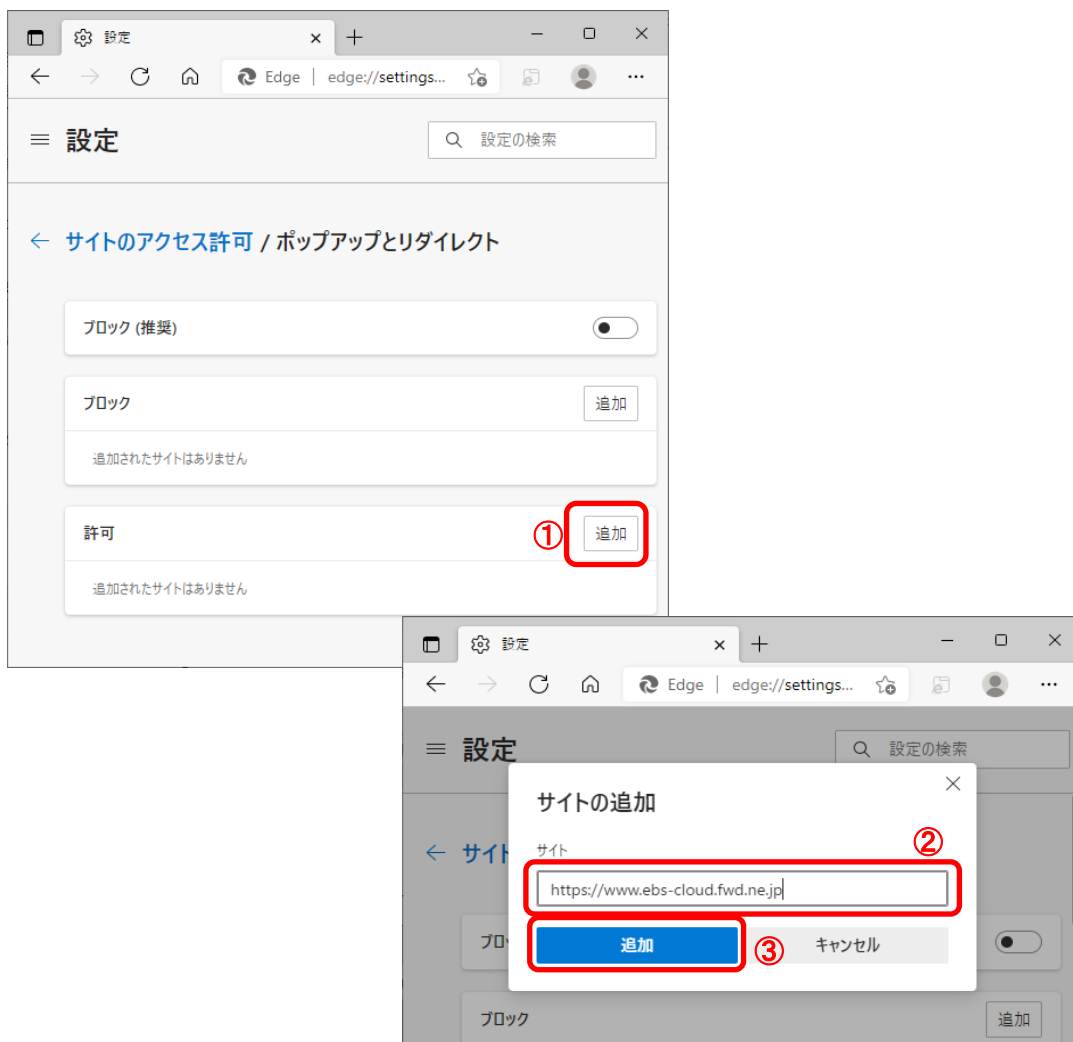 設定
Edge edge://settings...
設定
設定の検索
サイトのアクセス許可 / ポップアップとリダイレクト
ブロック (推奨)
ブロック
追加
追加されたサイトはありません
許可
①
追加
追加されたサイトはありません
設定
Edge edge://settings...
設定
設定の検索
サイト
サイトの追加
サイト
②
https://www.ebs-cloud.fwd.ne.jp
追加
③
キャンセル
ブロック
追加